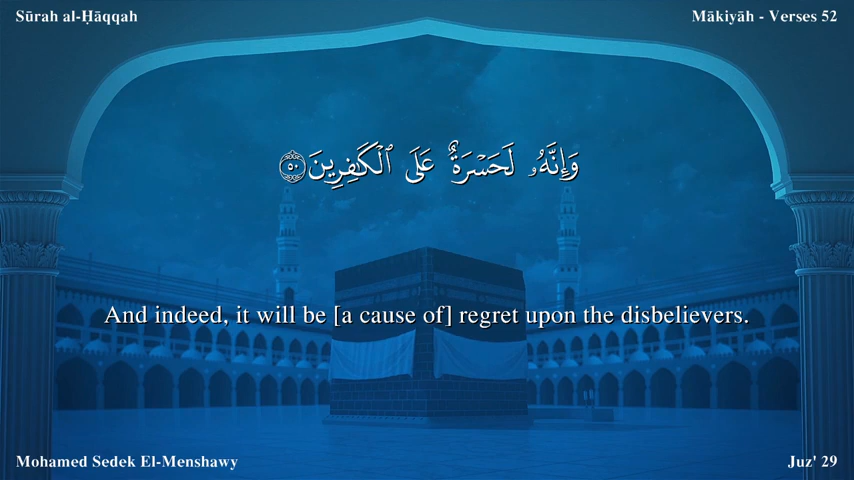 Sūrah al-Ḥāqqah
Mākiyāh - Verses 52
وَإِنَّهُۥ لَحَسْرَةٌ عَلَى ٱلْكَٰفِرِينَ ٥٠
And indeed, it will be [a cause of] regret upon the disbelievers.
Mohamed Sedek El-Menshawy
Juz' 29